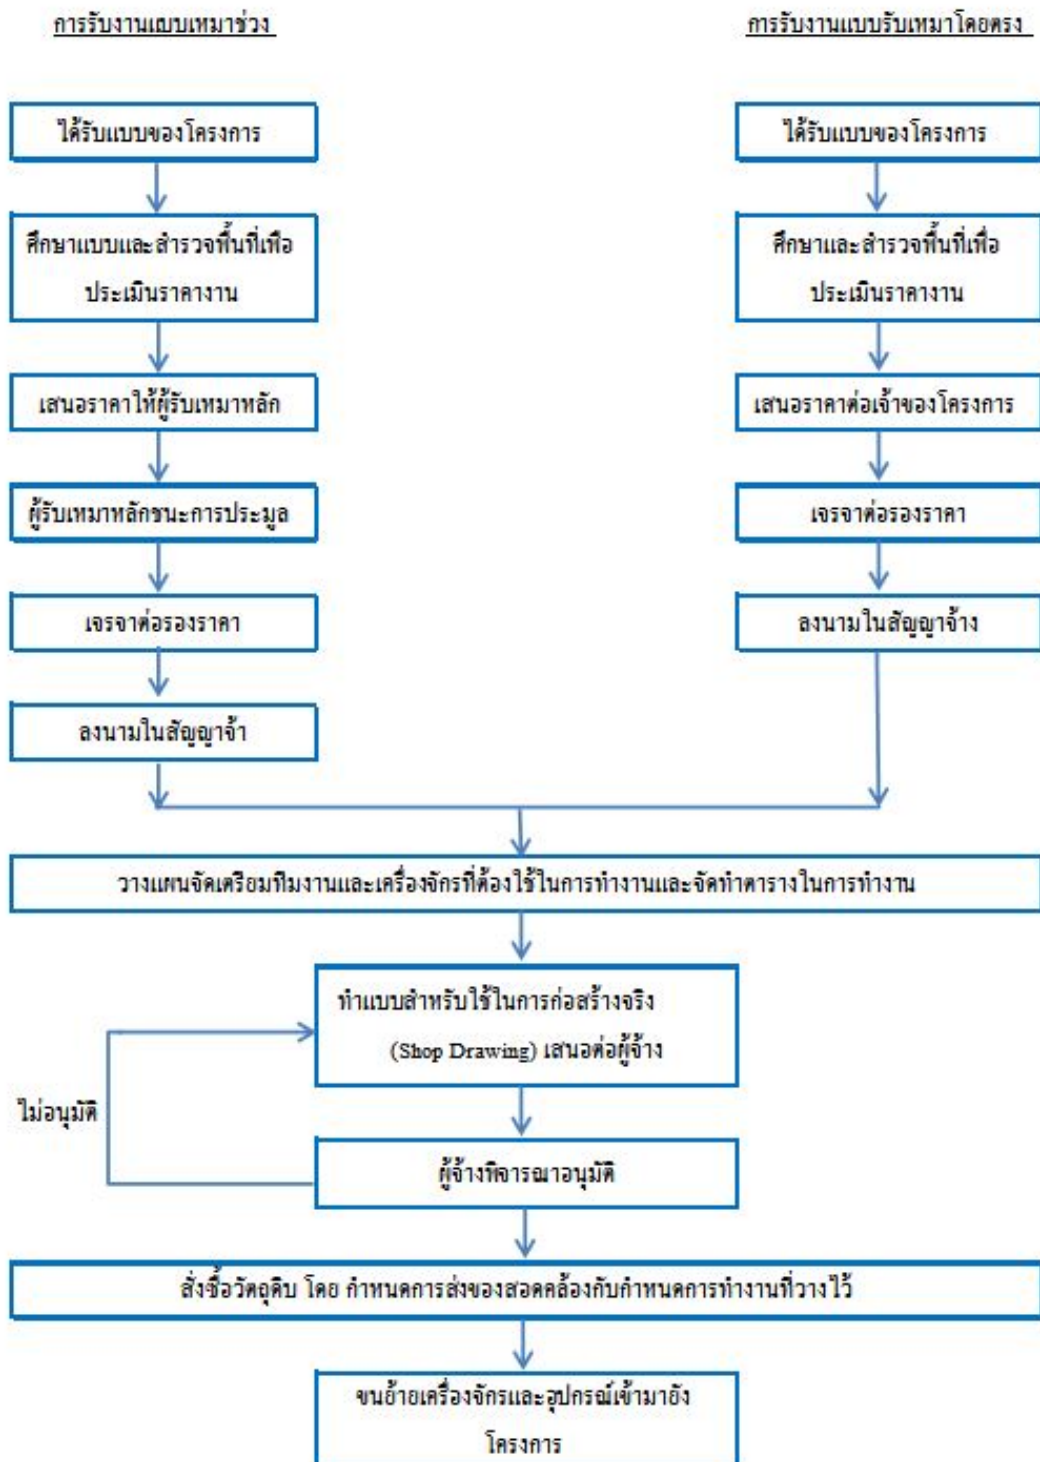 การรับงานแบบเหมาช่วง
ได้รับแบบของโครงการ
ศึกษาแบบและสำรวจพื้นที่เพื่อ
ประเมินราคางาน
เสนอราคาให้ผู้รับเหมาหลัก
ผู้รับเหมาหลักชนะการประมูล
เจรจาต่อรองราคา
ลงนามในสัญญาจ้า
การรับงานแบบรับเหมาโดยตรง
ได้รับแบบของโครงการ
ศึกษาและสำรวจพื้นที่เพื่อ
ประเมินราคางาน
เสนอราคาต่อเจ้าของโครงการ
เจรจาต่อรองราคา
ลงนามในสัญญาจ้าง
วางแผนจัดเตรียมทีมงานและเครื่องจักรที่ต้องใช้ในการทำงานและจัดทำตารางในการทำงาน
ทำแบบสำหรับใช้ในการก่อสร้างจริง
(Shop Drawing) เสนอต่อผู้จ้าง
ไม่อนุมัติ
ผู้จ้างพิจารณาอนุมัติ
สั่งซื้อวัตถุดิบ โดย กำหนดการส่งของสอดคล้องกับกำหนดการทำงานที่วางไว้
ขนย้ายเครื่องจักรและอุปกรณ์เข้ามายัง
โครงการ